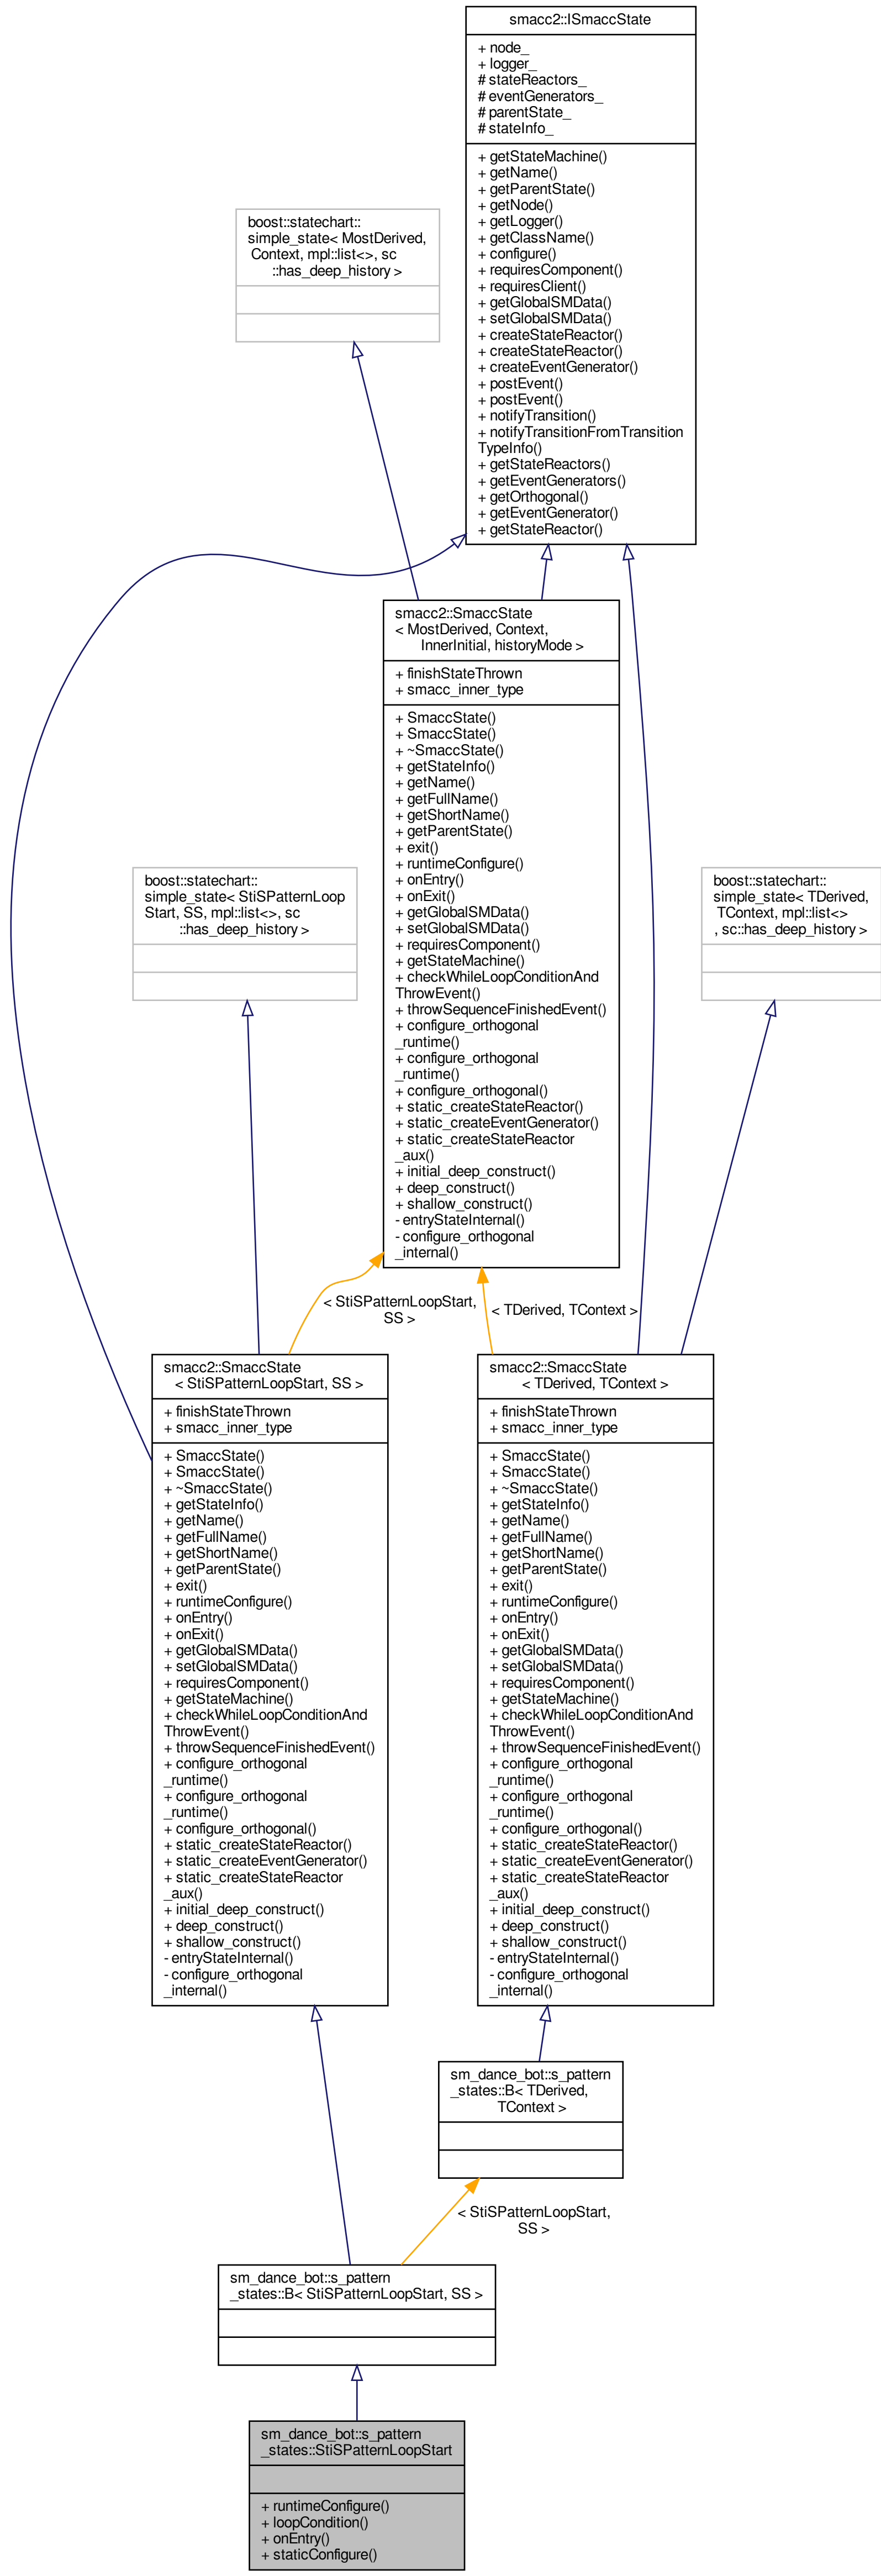 smacc2::ISmaccState
+ node_
+ logger_
# stateReactors_
# eventGenerators_
# parentState_
# stateInfo_
+ getStateMachine()
+ getName()
+ getParentState()
+ getNode()
+ getLogger()
+ getClassName()
+ configure()
+ requiresComponent()
+ requiresClient()
+ getGlobalSMData()
+ setGlobalSMData()
+ createStateReactor()
+ createStateReactor()
+ createEventGenerator()
+ postEvent()
+ postEvent()
+ notifyTransition()
+ notifyTransitionFromTransition
TypeInfo()
+ getStateReactors()
+ getEventGenerators()
+ getOrthogonal()
+ getEventGenerator()
+ getStateReactor()
boost::statechart::
simple_state< MostDerived,
Context, mpl::list<>, sc
::has_deep_history >
smacc2::SmaccState
< MostDerived, Context,
InnerInitial, historyMode >
+ finishStateThrown
+ smacc_inner_type
+ SmaccState()
+ SmaccState()
+ ~SmaccState()
+ getStateInfo()
+ getName()
+ getFullName()
+ getShortName()
+ getParentState()
+ exit()
+ runtimeConfigure()
+ onEntry()
+ onExit()
+ getGlobalSMData()
+ setGlobalSMData()
+ requiresComponent()
+ getStateMachine()
+ checkWhileLoopConditionAnd
ThrowEvent()
+ throwSequenceFinishedEvent()
+ configure_orthogonal
_runtime()
+ configure_orthogonal
_runtime()
+ configure_orthogonal()
+ static_createStateReactor()
+ static_createEventGenerator()
+ static_createStateReactor
_aux()
+ initial_deep_construct()
+ deep_construct()
+ shallow_construct()
- entryStateInternal()
- configure_orthogonal
_internal()
boost::statechart::
simple_state< StiSPatternLoop
Start, SS, mpl::list<>, sc
::has_deep_history >
boost::statechart::
simple_state< TDerived,
TContext, mpl::list<>
, sc::has_deep_history >
< StiSPatternLoopStart,
SS >
< TDerived, TContext >
smacc2::SmaccState
< StiSPatternLoopStart, SS >
+ finishStateThrown
+ smacc_inner_type
+ SmaccState()
+ SmaccState()
+ ~SmaccState()
+ getStateInfo()
+ getName()
+ getFullName()
+ getShortName()
+ getParentState()
+ exit()
+ runtimeConfigure()
+ onEntry()
+ onExit()
+ getGlobalSMData()
+ setGlobalSMData()
+ requiresComponent()
+ getStateMachine()
+ checkWhileLoopConditionAnd
ThrowEvent()
+ throwSequenceFinishedEvent()
+ configure_orthogonal
_runtime()
+ configure_orthogonal
_runtime()
+ configure_orthogonal()
+ static_createStateReactor()
+ static_createEventGenerator()
+ static_createStateReactor
_aux()
+ initial_deep_construct()
+ deep_construct()
+ shallow_construct()
- entryStateInternal()
- configure_orthogonal
_internal()
smacc2::SmaccState
< TDerived, TContext >
+ finishStateThrown
+ smacc_inner_type
+ SmaccState()
+ SmaccState()
+ ~SmaccState()
+ getStateInfo()
+ getName()
+ getFullName()
+ getShortName()
+ getParentState()
+ exit()
+ runtimeConfigure()
+ onEntry()
+ onExit()
+ getGlobalSMData()
+ setGlobalSMData()
+ requiresComponent()
+ getStateMachine()
+ checkWhileLoopConditionAnd
ThrowEvent()
+ throwSequenceFinishedEvent()
+ configure_orthogonal
_runtime()
+ configure_orthogonal
_runtime()
+ configure_orthogonal()
+ static_createStateReactor()
+ static_createEventGenerator()
+ static_createStateReactor
_aux()
+ initial_deep_construct()
+ deep_construct()
+ shallow_construct()
- entryStateInternal()
- configure_orthogonal
_internal()
sm_dance_bot::s_pattern
_states::B< TDerived,
TContext >
< StiSPatternLoopStart,
SS >
sm_dance_bot::s_pattern
_states::B< StiSPatternLoopStart, SS >
sm_dance_bot::s_pattern
_states::StiSPatternLoopStart
+ runtimeConfigure()
+ loopCondition()
+ onEntry()
+ staticConfigure()